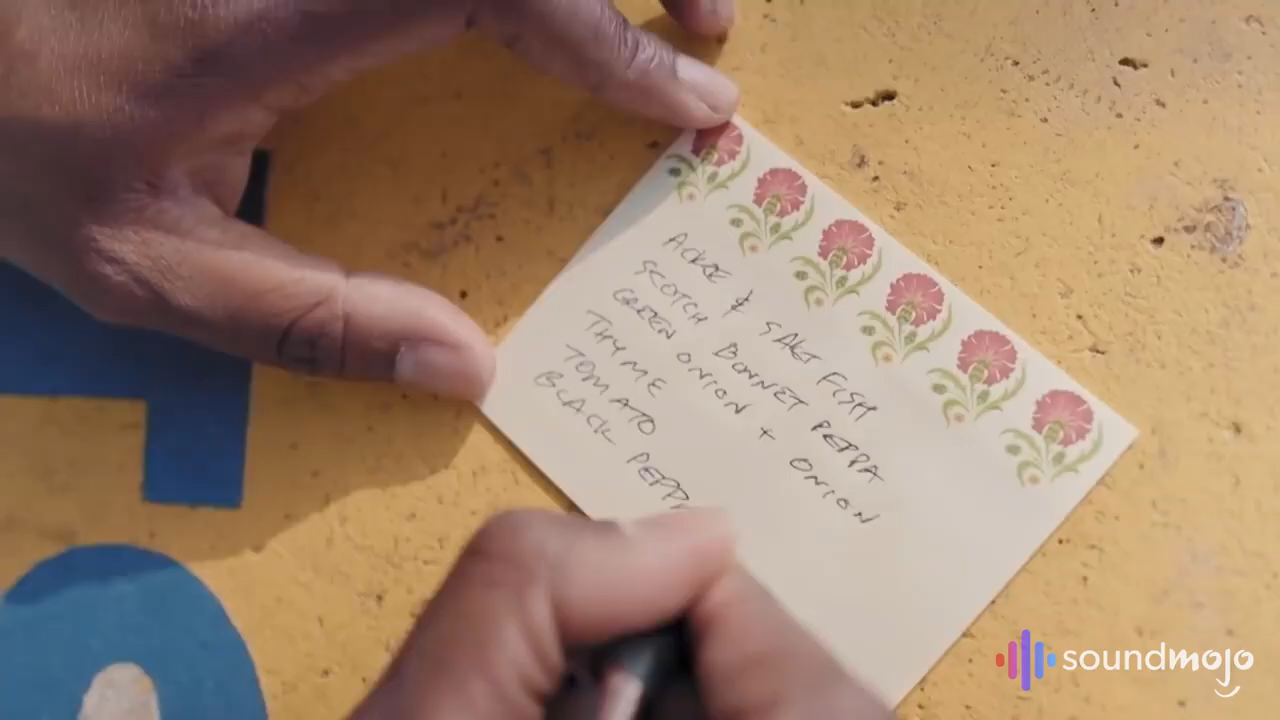 ACKEE & SALT FISH
SCOTCH BONNET PEPPA
GREEN ONION + ONION
THYME
TOMATO
BLACK PEPP
soundmojo